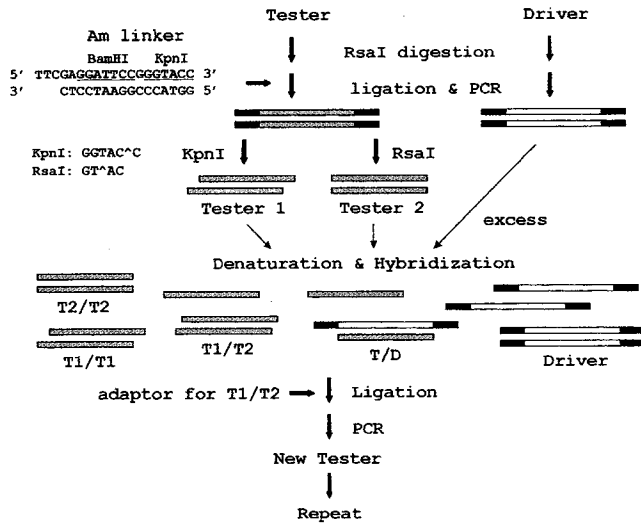 Tester
Driver
Am linker
BamHI KpnI
5' TTCGAGGATTCCGGGTACC 3'
3' CTCCTAAGGCCCATGG 5'
RsaI digestion
ligation & PCR
KpnI: GGTAC^C
RsaI: GT^AC
KpnI
RsaI
Tester 1
Tester 2
excess
Denaturation & Hybridization
T2/T2
T1/T1
T1/T2
T/D
Driver
adaptor for T1/T2
Ligation
PCR
New Tester
Repeat